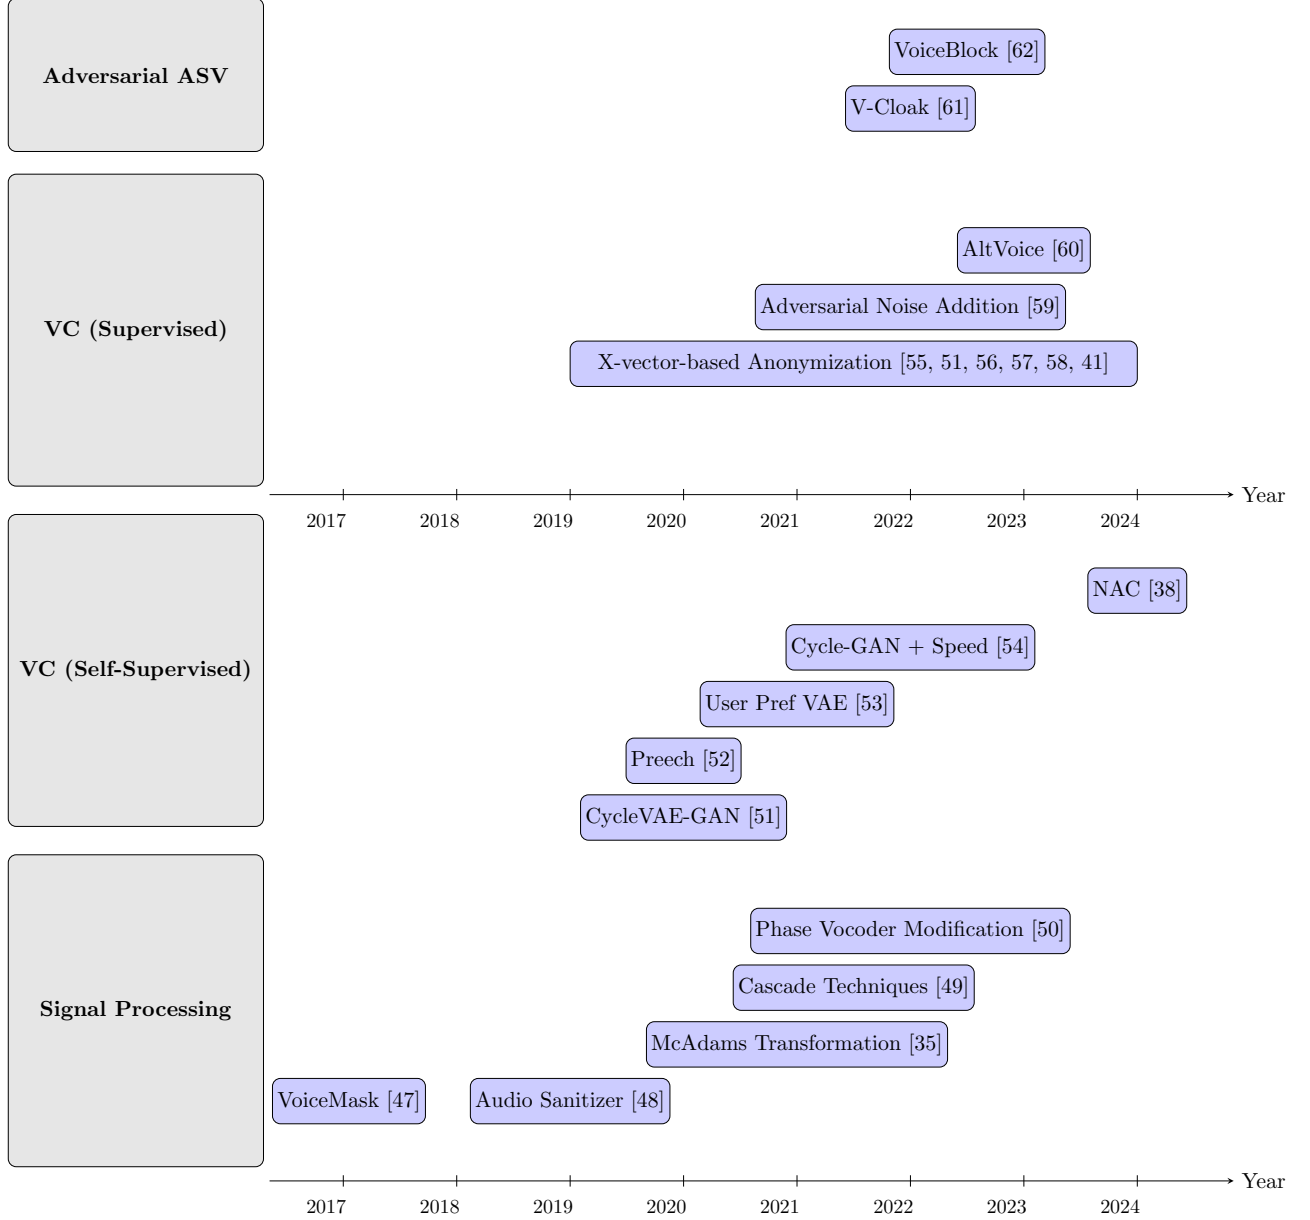 Adversarial ASV
VoiceBlock [62]
V-Cloak [61]
VC (Supervised)
AltVoice [60]
Adversarial Noise Addition [59]
X-vector-based Anonymization [55, 51, 56, 57, 58, 41]
Year
2017 2018 2019 2020 2021 2022 2023 2024
VC (Self-Supervised)
NAC [38]
Cycle-GAN + Speed [54]
User Pref VAE [53]
Preech [52]
CycleVAE-GAN [51]
Signal Processing
Phase Vocoder Modification [50]
Cascade Techniques [49]
McAdams Transformation [35]
VoiceMask [47] Audio Sanitizer [48]
Year
2017 2018 2019 2020 2021 2022 2023 2024